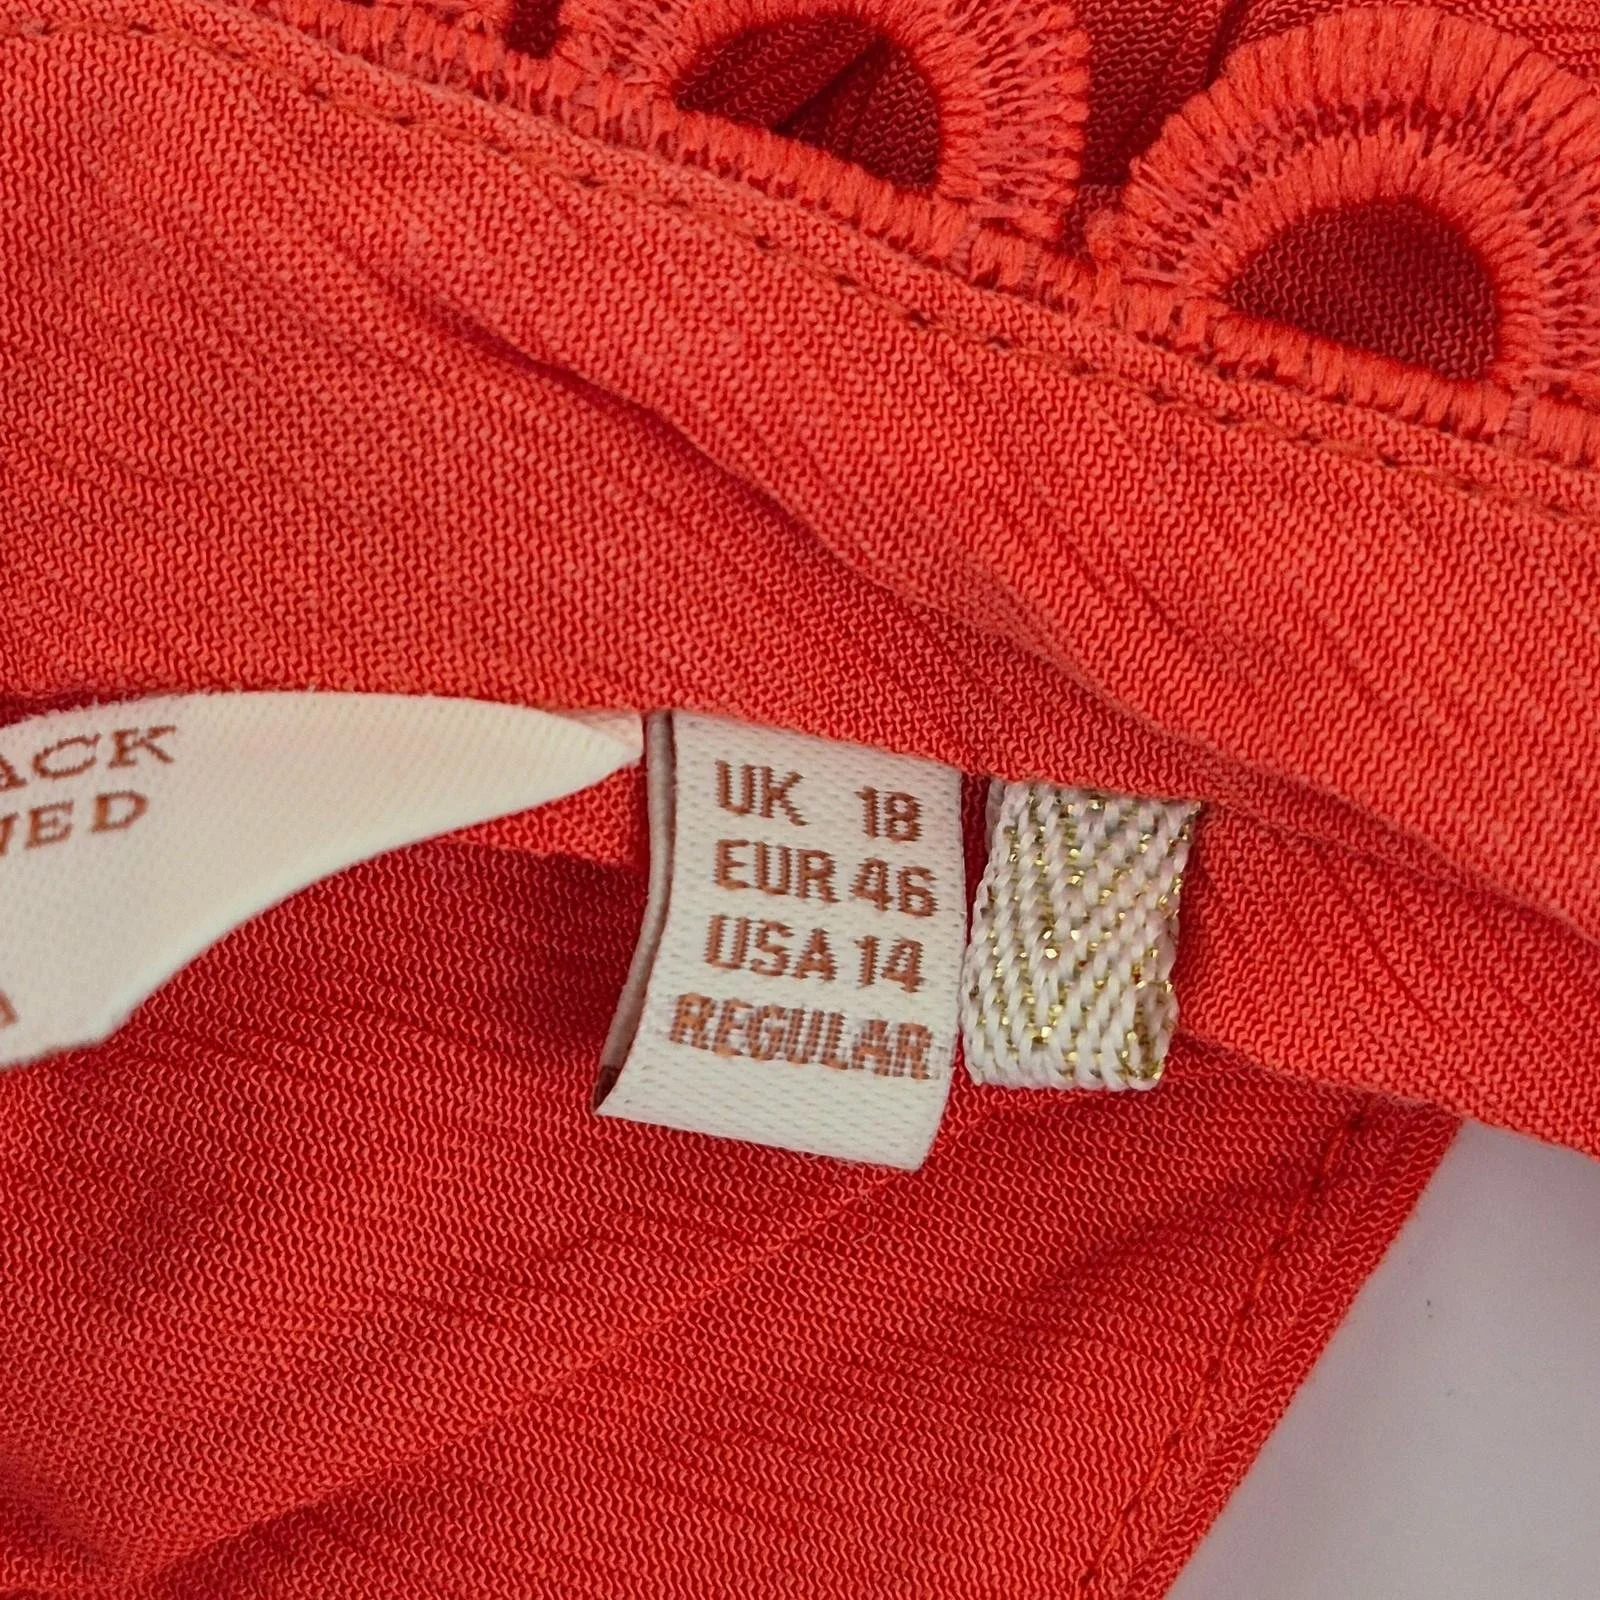 ACK
NED
UK 18
EUR 46
USA 14
REGULAR